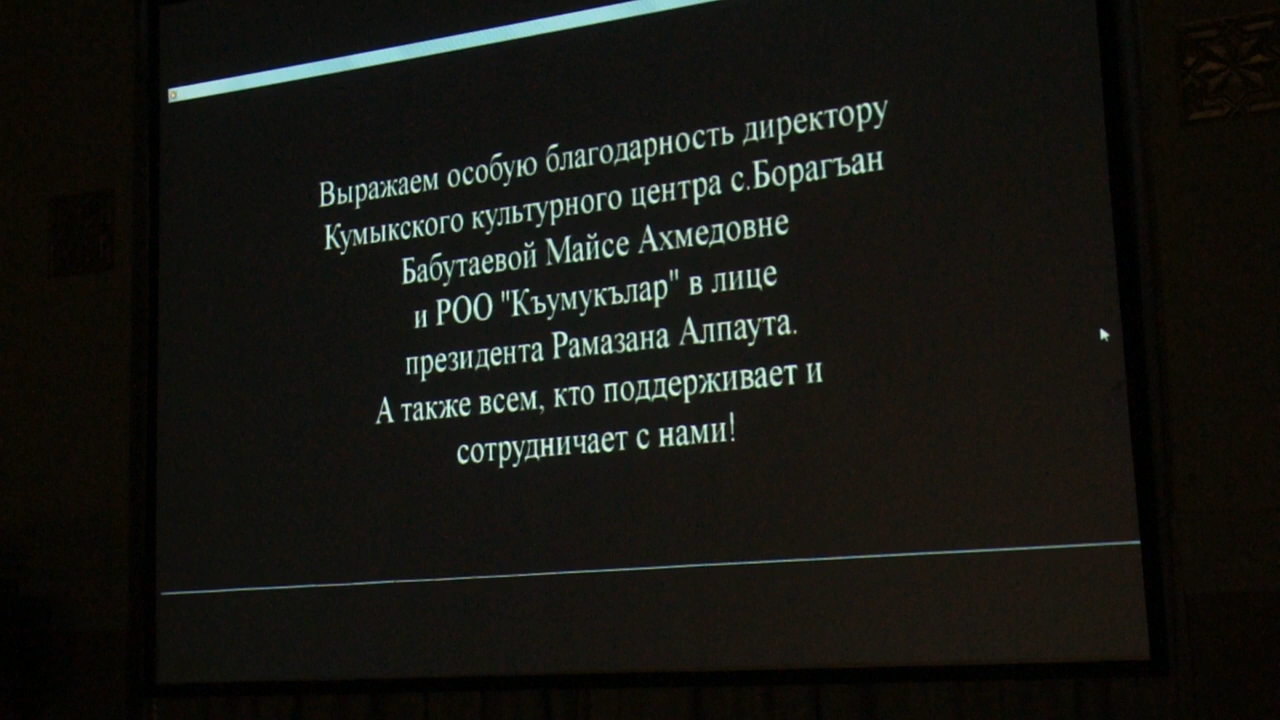 Выражаем особую благодарность директору
Кумыкского культурного центра с.Борагъан
Бабутаевой Майсе Ахмедовне
и РОО "Къумукълар" в лице
президента Рамазана Алпаута.
А также всем, кто поддерживает и
сотрудничает с нами!